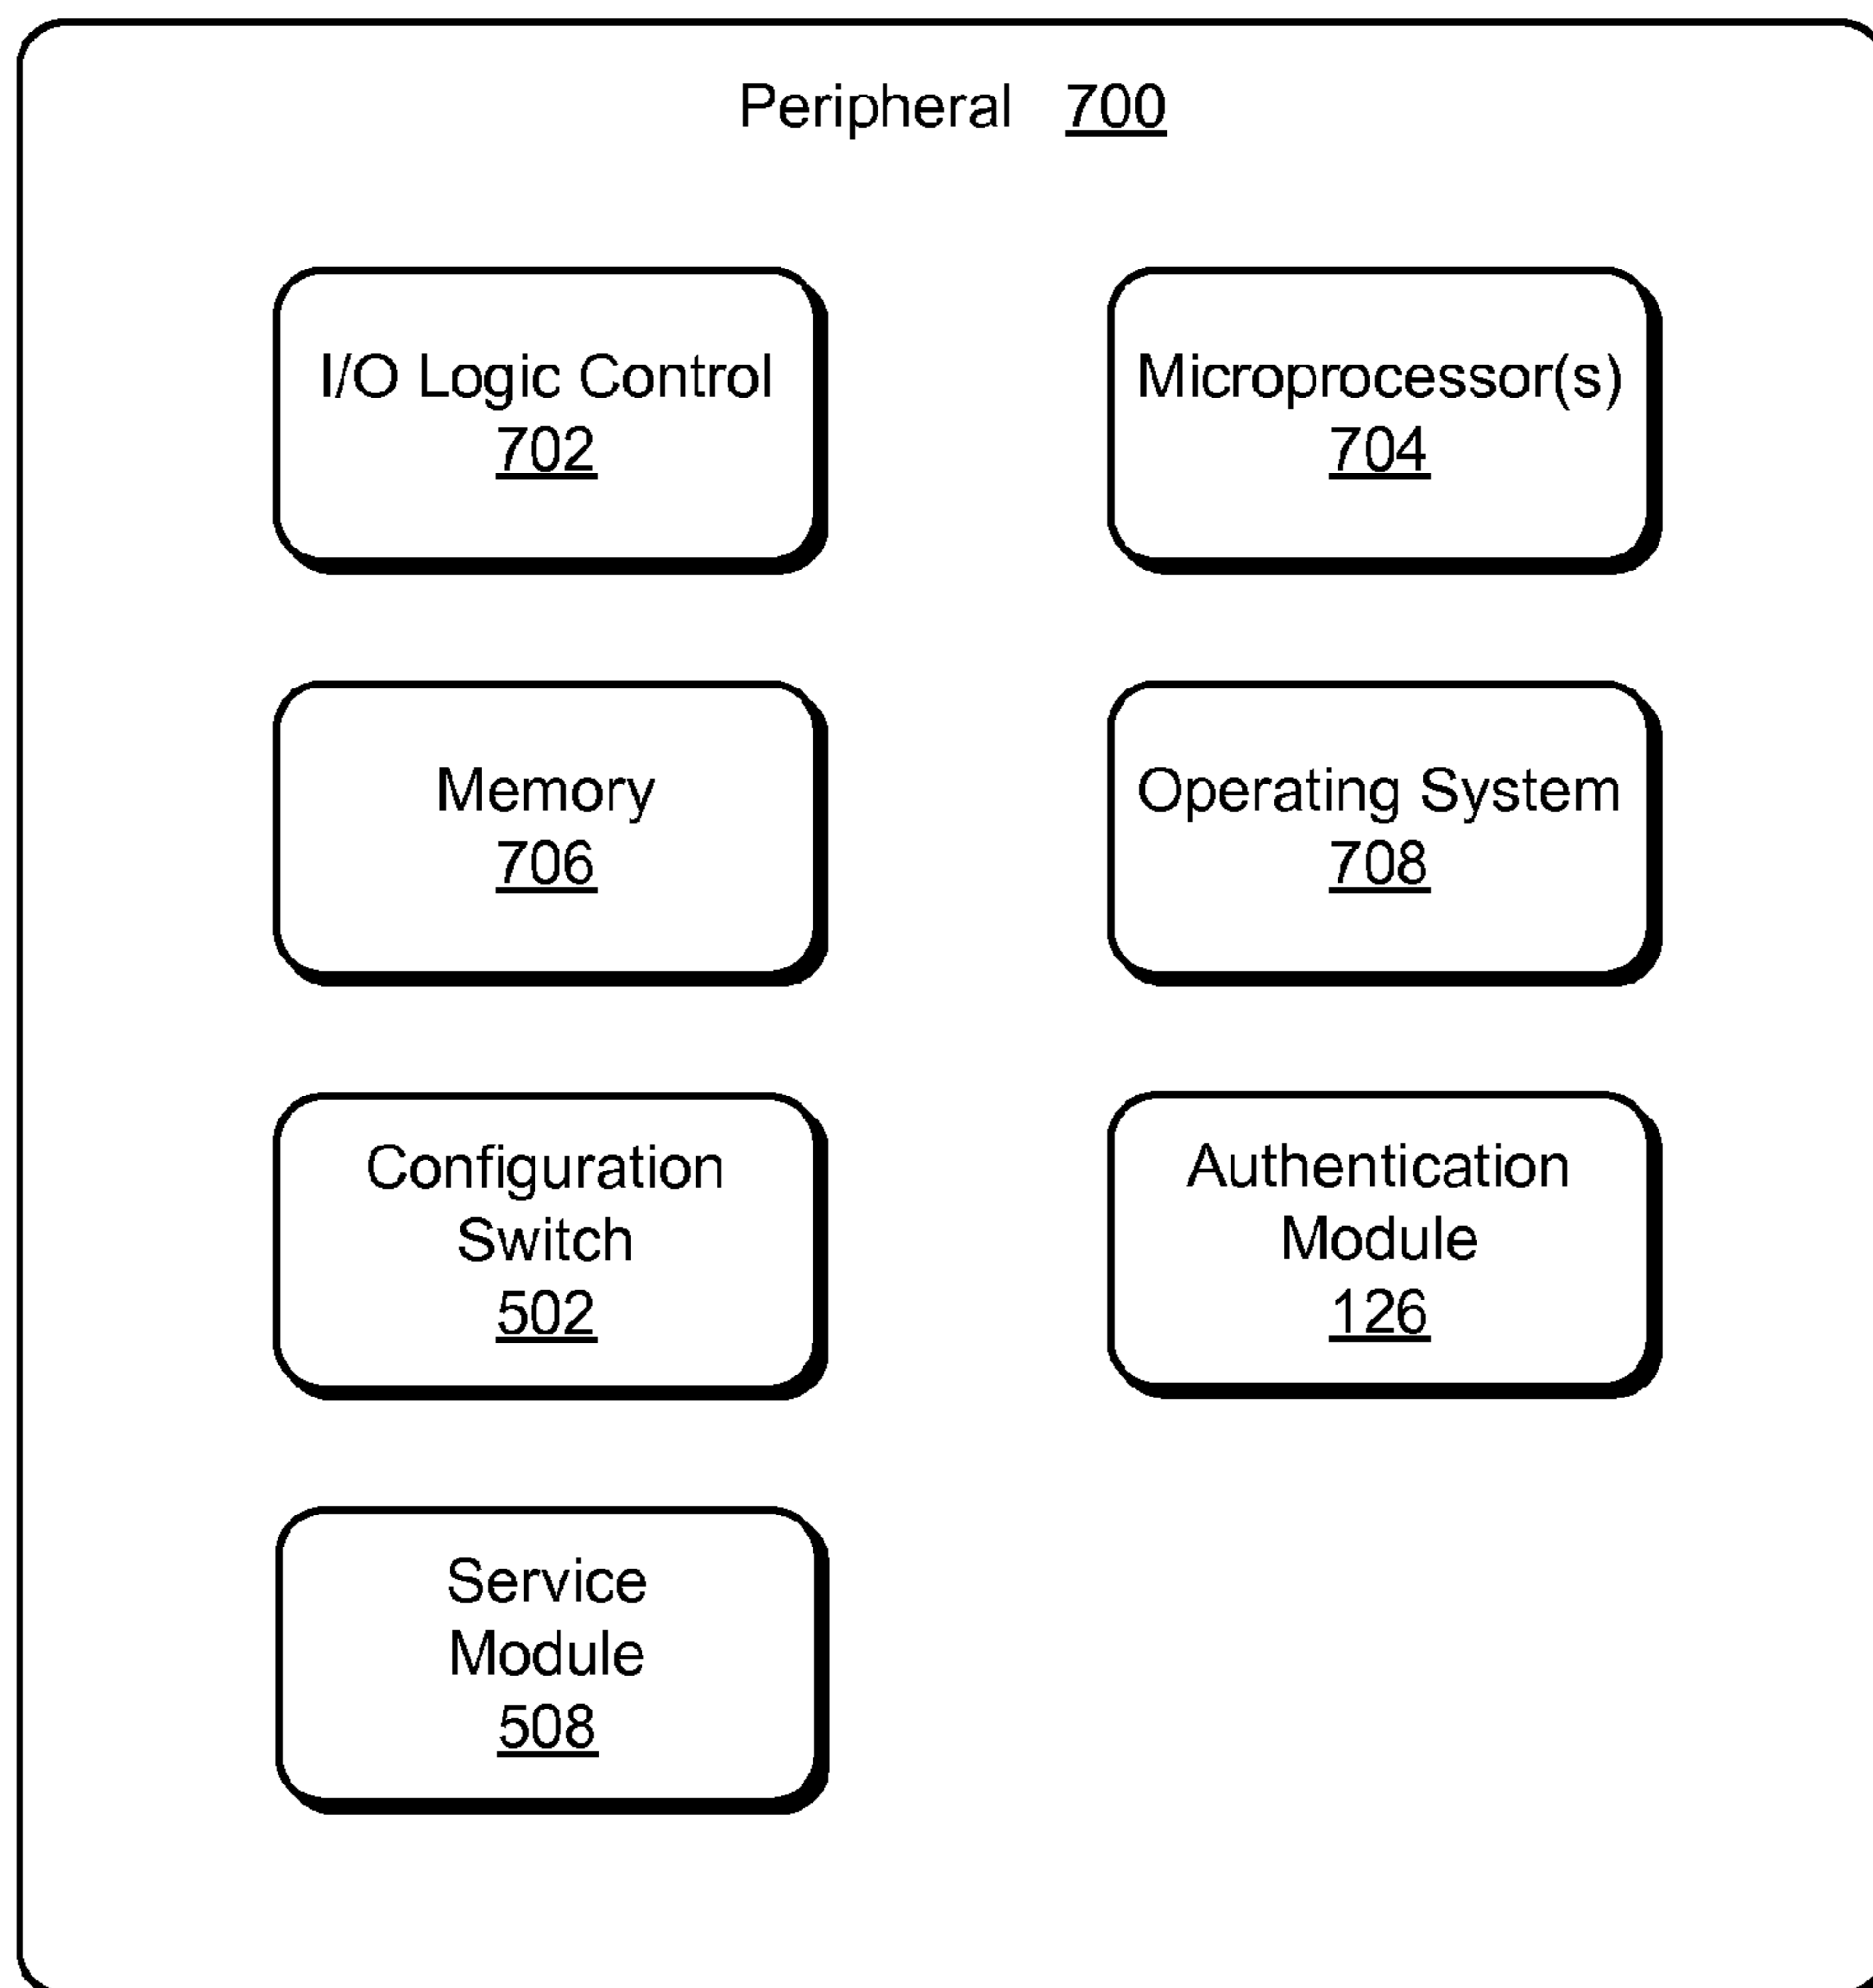 Peripheral 700
I/O Logic Control
702
Microprocessor(s)
704
Memory
706
Operating System
708
Configuration
Switch
502
Authentication
Module
126
Service
Module
508